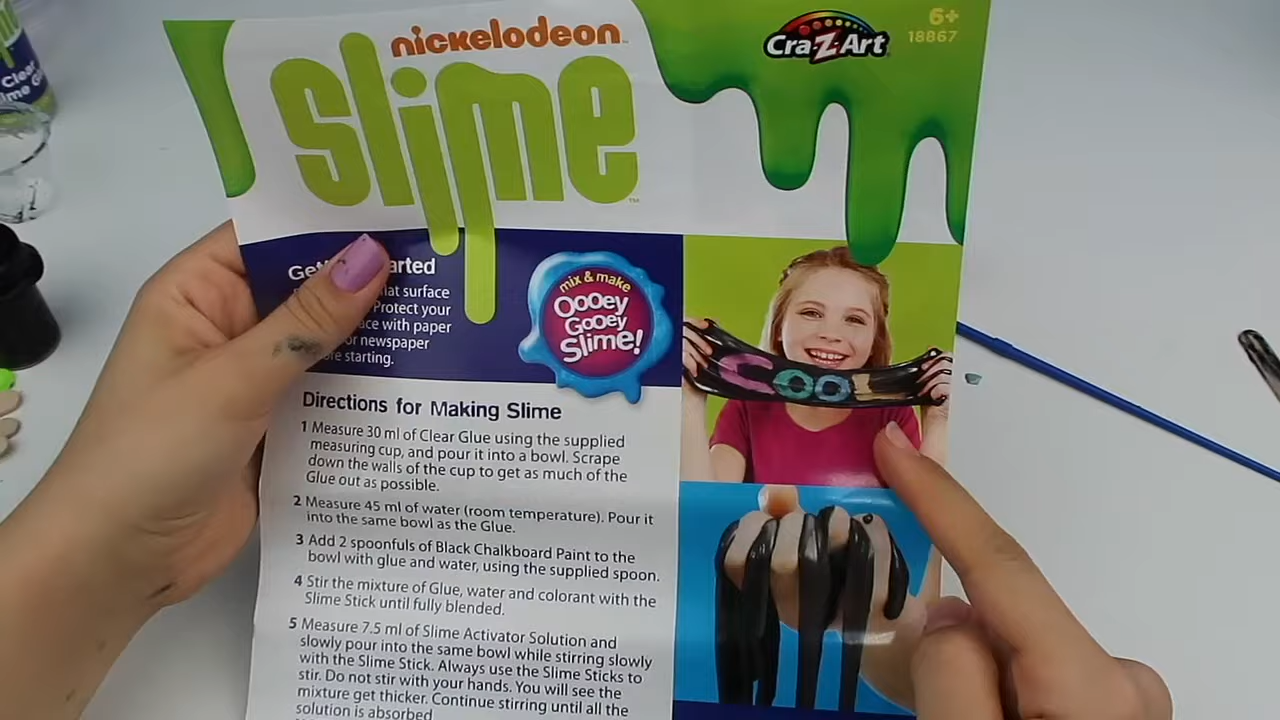 nickelodeon
slime
TM
Cra-Z-Art
6+
18867
Clear
arted
at surface
Protect your
ace with paper
or newspaper
re starting.
mix & make
Oooey
Gooey
Slime!
COOL
Directions for Making Slime
1 Measure 30 ml of Clear Glue using the supplied
measuring cup, and pour it into a bowl. Scrape
down the walls of the cup to get as much of the
Glue out as possible.
2 Measure 45 ml of water (room temperature). Pour it
into the same bowl as the Glue.
3 Add 2 spoonfuls of Black Chalkboard Paint to the
bowl with glue and water, using the supplied spoon.
4 Stir the mixture of Glue, water and colorant with the
Slime Stick until fully blended.
5 Measure 7.5 ml of Slime Activator Solution and
slowly pour into the same bowl while stirring slowly
with the Slime Stick. Always use the Slime Sticks to
stir. Do not stir with your hands. You will see the
mixture get thicker. Continue stirring until all the
solution is absorbed